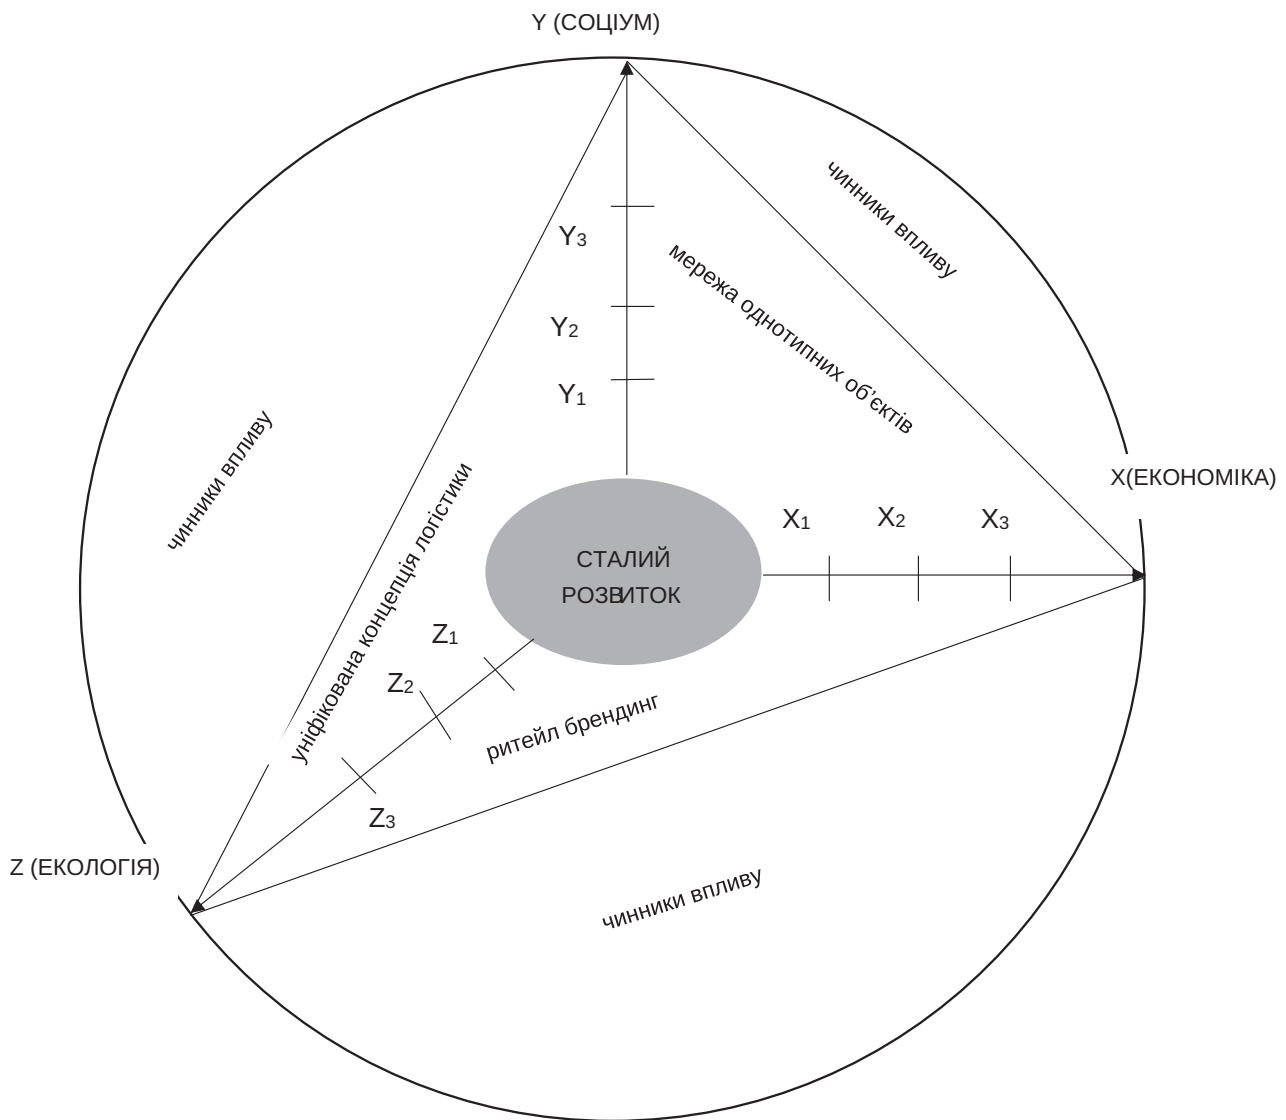 Y (СОЦІУМ)
чинники впливу
Y3
мережа однотипних об'єктів
Y2
Y1
чинники впливу
уніфікована концепція логістики
X(ЕКОНОМІКА)
X1
X2
X3
СТАЛИЙ
РОЗВИТОК
Z1
Z2
ритейл брендинг
Z3
Z (ЕКОЛОГІЯ)
чинники впливу